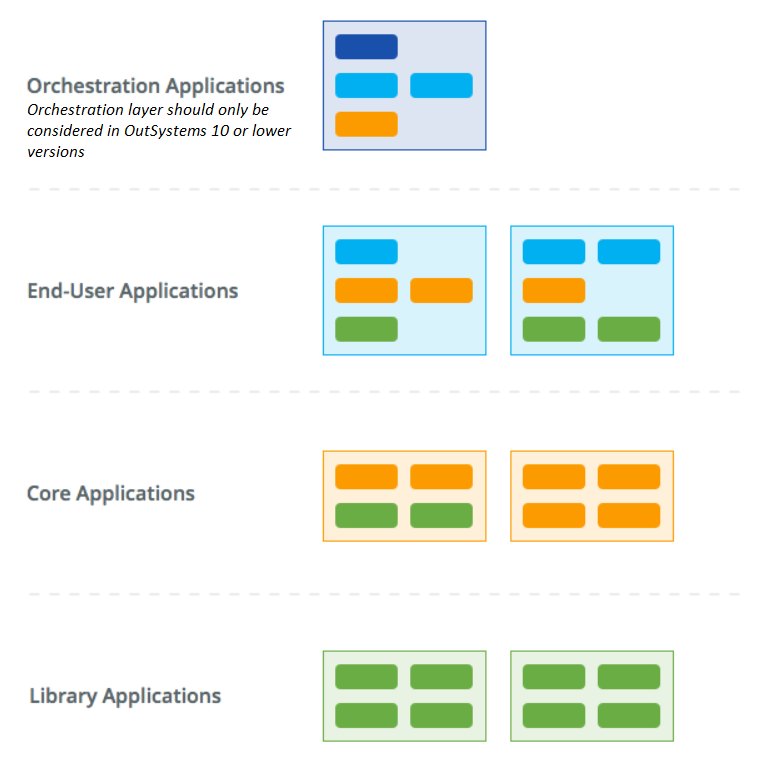 Orchestration Applications
Orchestration layer should only be
considered in OutSystems 10 or lower
versions
End-User Applications
Core Applications
Library Applications